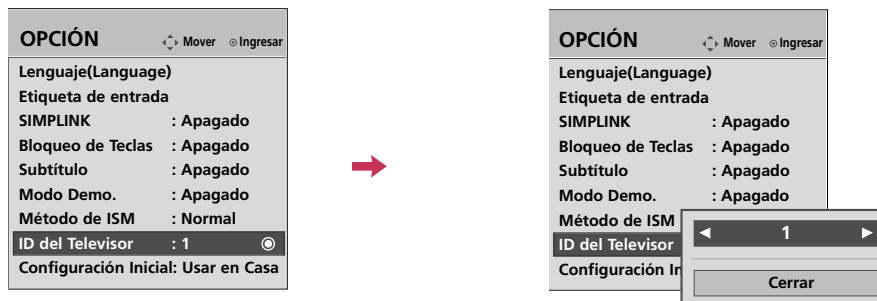 OPCIÓN Mover Ingresar
Lenguaje(Language)
Etiqueta de entrada
SIMPLINK : Apagado
Bloqueo de Teclas : Apagado
Subtítulo : Apagado
Modo Demo. : Apagado
Método de ISM : Normal
ID del Televisor : 1
Configuración Inicial: Usar en Casa
OPCIÓN Mover Ingresar
Lenguaje(Language)
Etiqueta de entrada
SIMPLINK : Apagado
Bloqueo de Teclas : Apagado
Subtítulo : Apagado
Modo Demo. : Apagado
Método de ISM
ID del Televisor
Configuración In
1
Cerrar